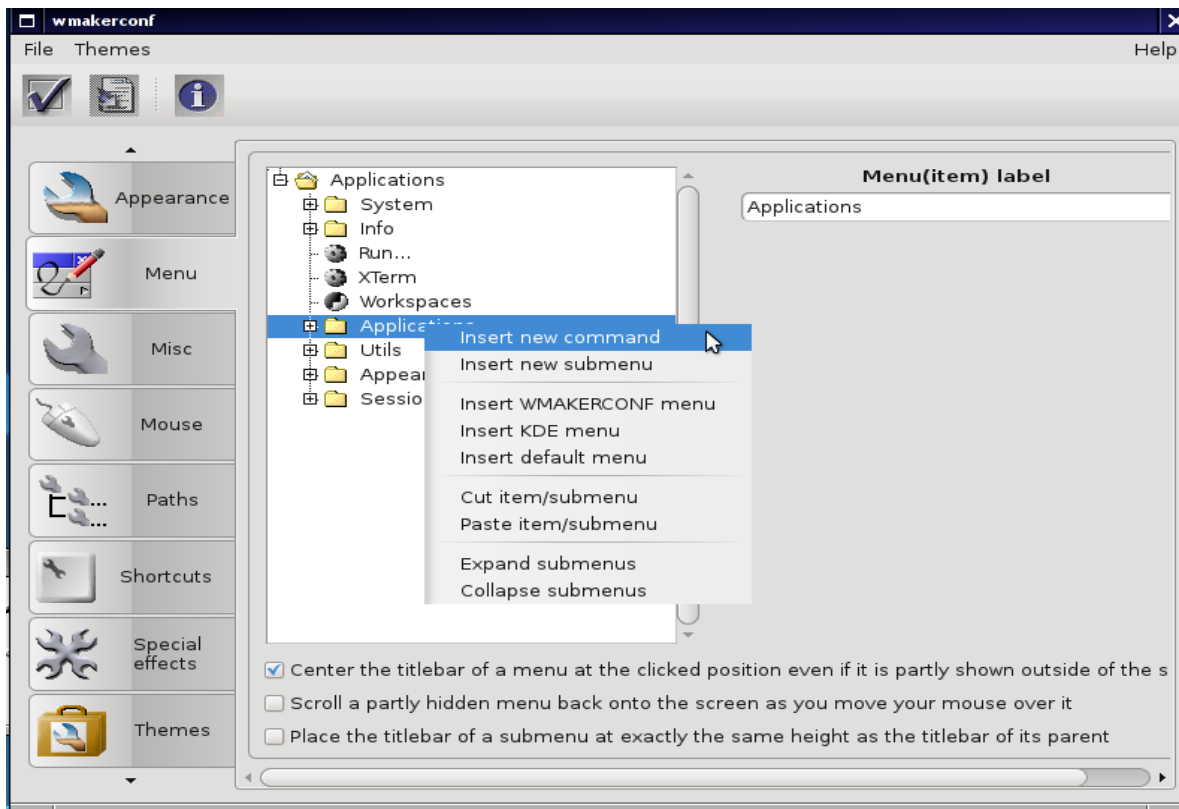 wmakerconf
File Themes Help
Appearance
Menu
Misc
Mouse
Paths
Shortcuts
Special
effects
Themes
Applications
System
Info
Run...
XTerm
Workspaces
Applications
Utils
Appear
Sessio
Insert new command
Insert new submenu
Insert WMAKERCONF menu
Insert KDE menu
Insert default menu
Cut item/submenu
Paste item/submenu
Expand submenus
Collapse submenus
Menu(item) label
Applications
Center the titlebar of a menu at the clicked position even if it is partly shown outside of the s
Scroll a partly hidden menu back onto the screen as you move your mouse over it
Place the titlebar of a submenu at exactly the same height as the titlebar of its parent